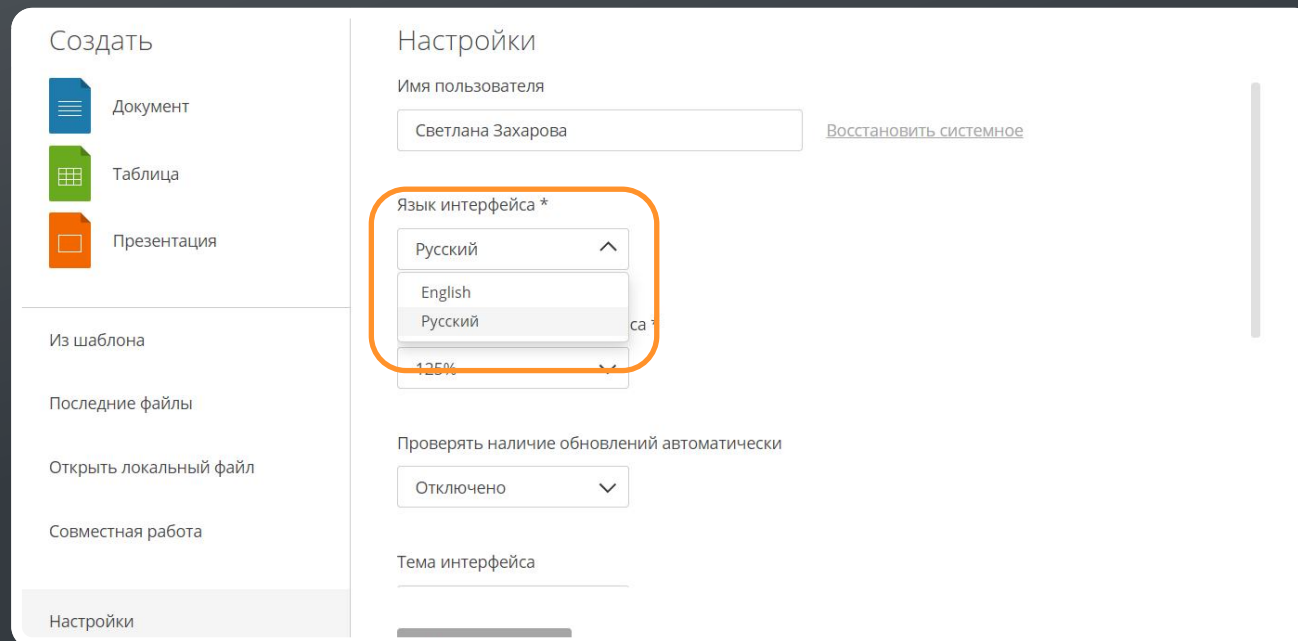 Создать
Документ
Таблица
Презентация
Из шаблона
Последние файлы
Открыть локальный файл
Совместная работа
Настройки
Настройки
Имя пользователя
Светлана Захарова
Восстановить системное
Язык интерфейса *
Русский
English
Русский
са *
125%
Проверять наличие обновлений автоматически
Отключено
Тема интерфейса